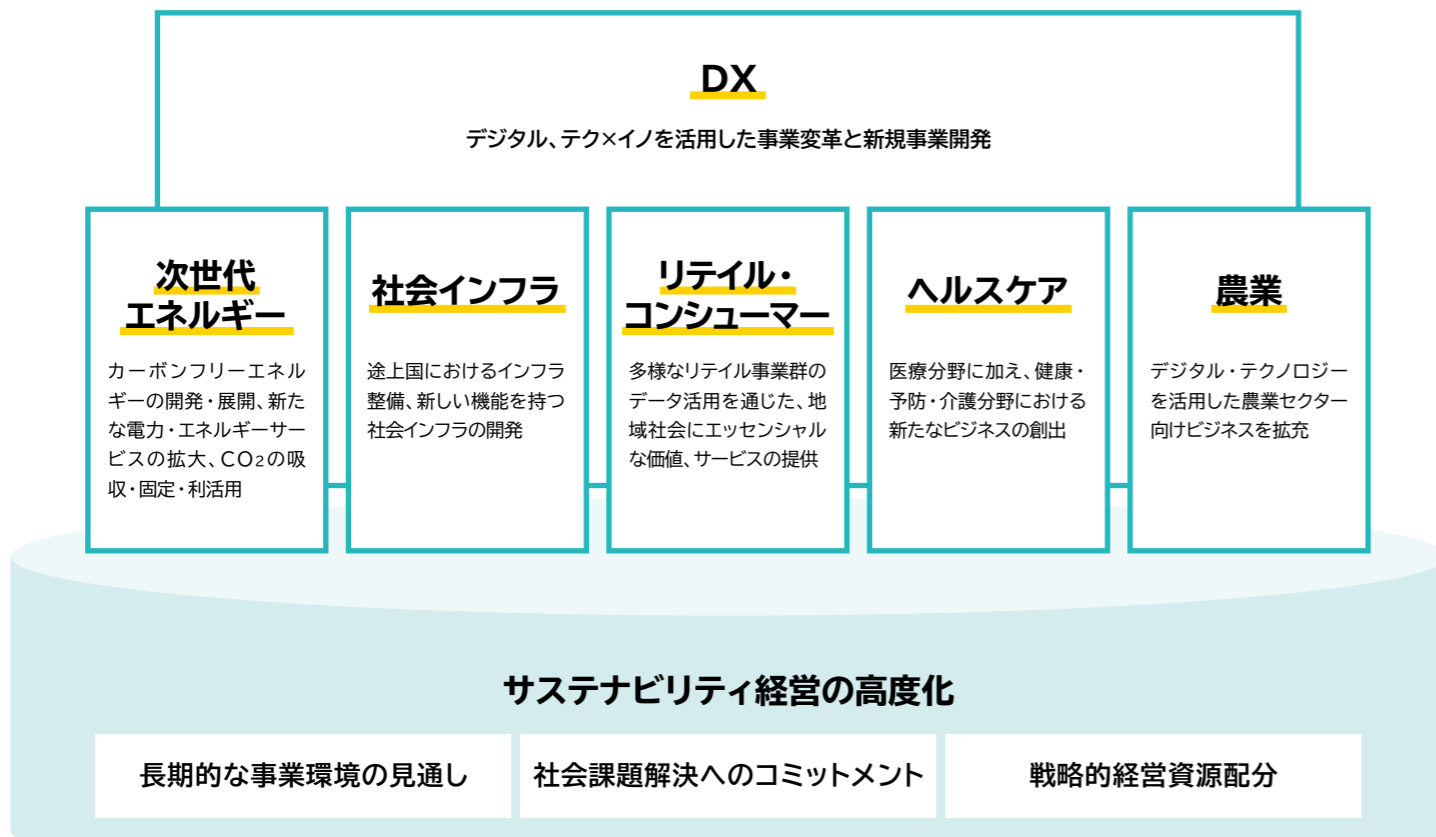 DX
デジタル、テク×イノを活用した事業変革と新規事業開発
次世代
エネルギー
カーボンフリーエネル
ギーの開発・展開、新た
な電力・エネルギーサー
ビスの拡大、CO₂の吸
収・固定・利活用
社会インフラ
途上国におけるインフラ
整備、新しい機能を持つ
社会インフラの開発
リテイル・
コンシューマー
多様なリテイル事業群の
データ活用を通じた、地
域社会にエッセンシャル
な価値、サービスの提供
ヘルスケア
医療分野に加え、健康・
予防・介護分野における
新たなビジネスの創出
農業
デジタル・テクノロジー
を活用した農業セクター
向けビジネスを拡充
サステナビリティ経営の高度化
長期的な事業環境の見通し
社会課題解決へのコミットメント
戦略的経営資源配分